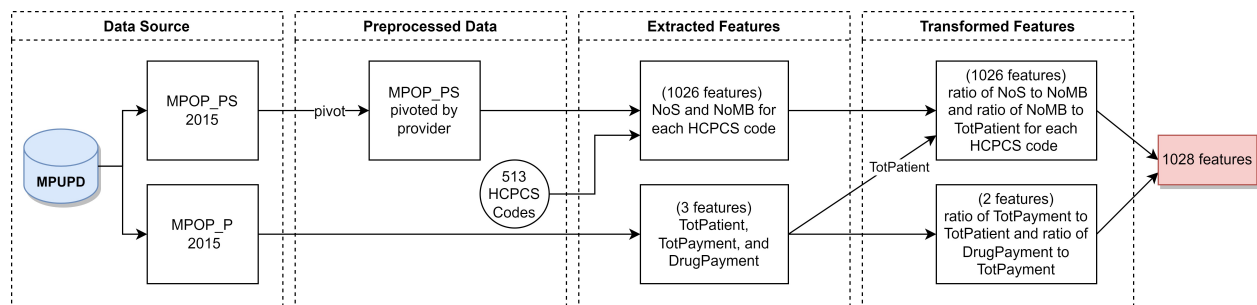 Data Source
Preprocessed Data
Extracted Features
Transformed Features
MPUPD
MPOP_PS
2015
pivot
MPOP_PS
pivoted by
provider
(1026 features)
NoS and NoMB for
each HCPCS code
(1026 features)
ratio of NoS to NoMB
and ratio of NoMB to
TotPatient for each
HCPCS code
1028 features
513
HCPCS
Codes
TotPatient
MPOP_P
2015
(3 features)
TotPatient,
TotPayment, and
DrugPayment
(2 features)
ratio of TotPayment to
TotPatient and ratio of
DrugPayment to
TotPayment